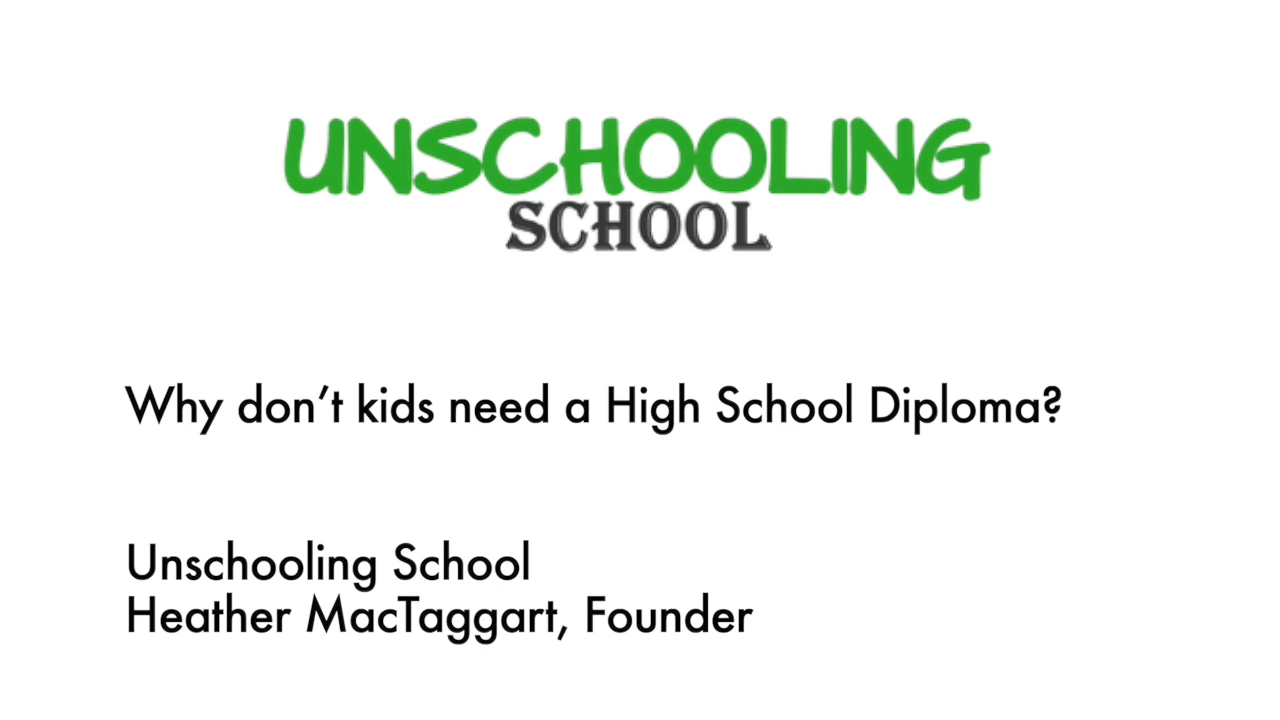 UNSCHOOLING
SCHOOL
Why don’t kids need a High School Diploma?
Unschooling School
Heather MacTaggart, Founder